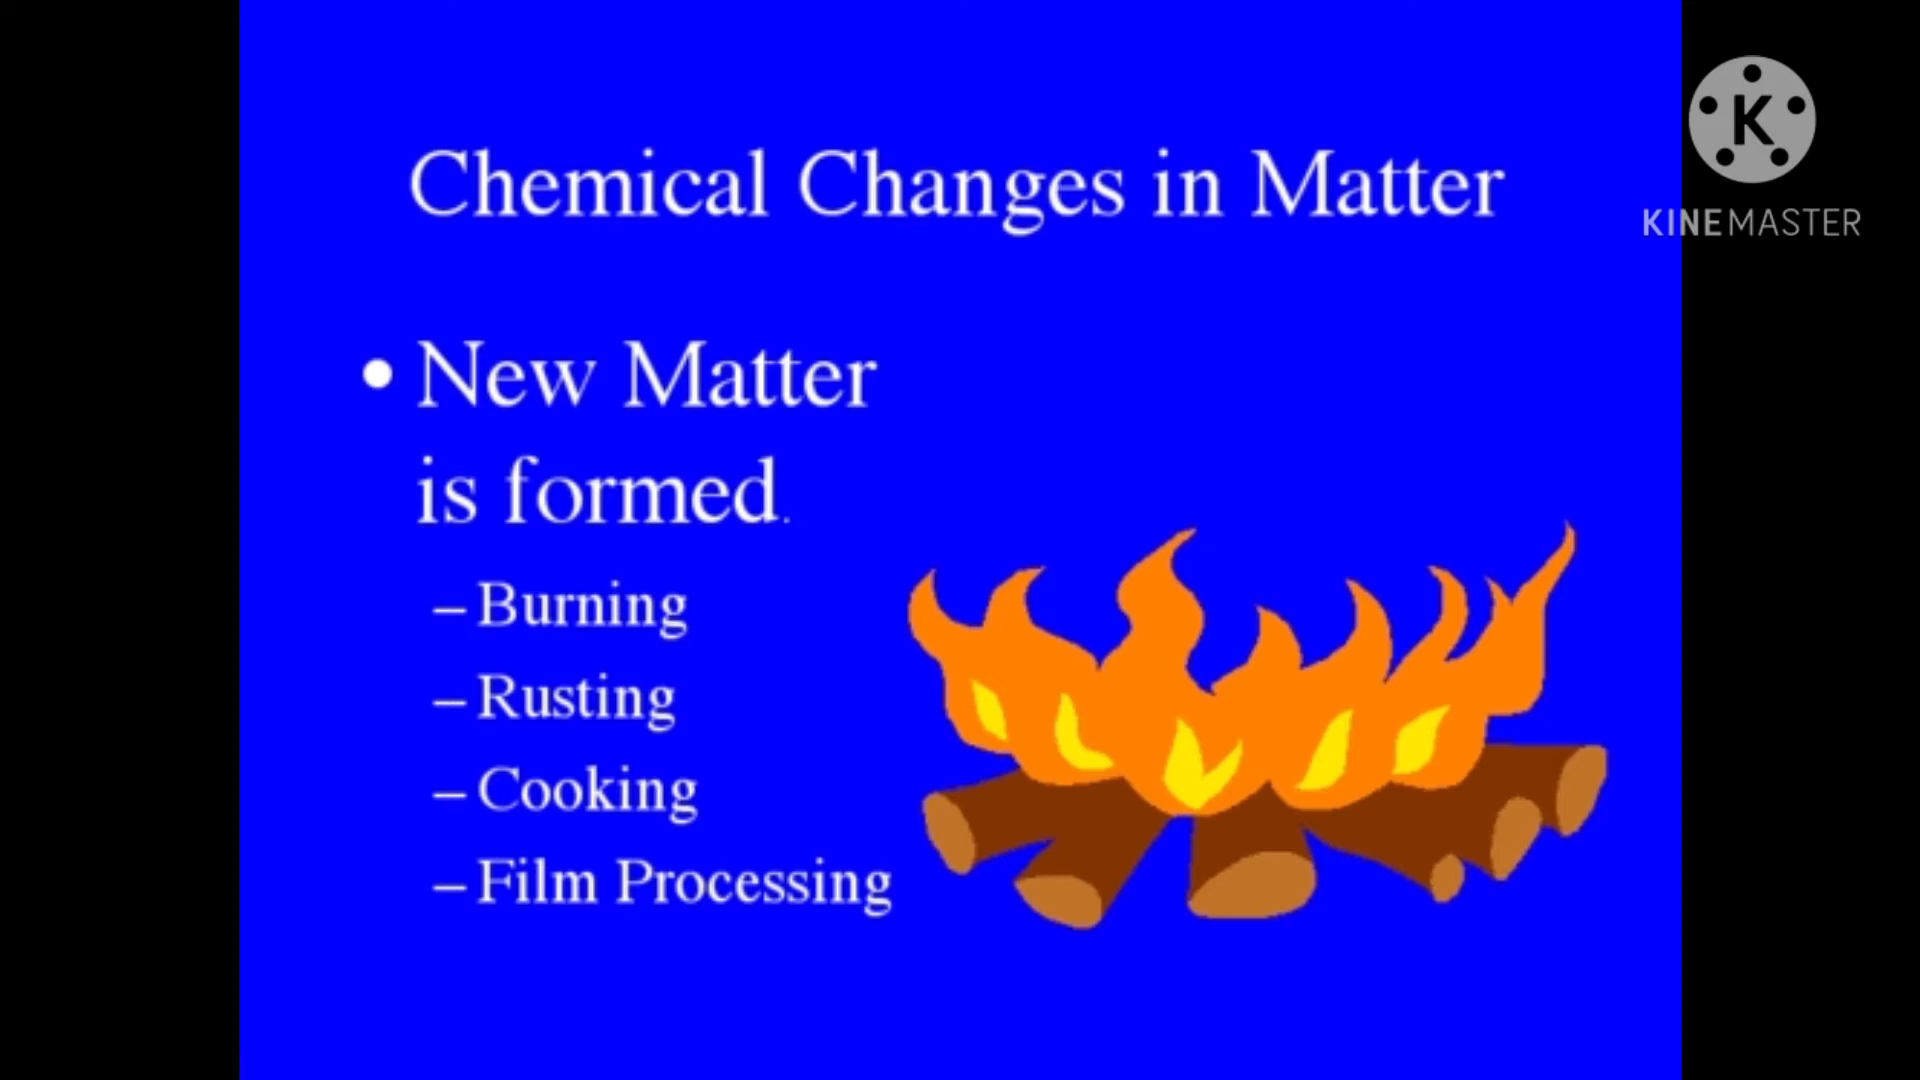 Chemical Changes in Matter
K
KINEMASTER
• New Matter
is formed.
– Burning
– Rusting
– Cooking
– Film Processing